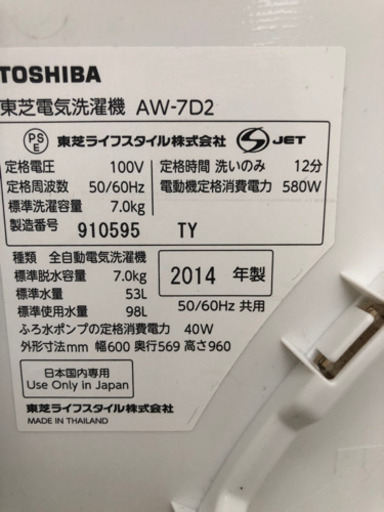 TOSHIBA
東芝電気洗濯機 AW-7D2
PS E 東芝ライフスタイル株式会社 S JET
定格電圧 100V 定格時間 洗いのみ 12分
定格周波数 50/60Hz 電動機定格消費電力 580W
標準洗濯容量 7.0kg
製造番号 910595 TY
種類 全自動電気洗濯機
標準脱水容量 7.0kg 2014 年製
標準水量 53L
標準使用水量 98L 50/60Hz 共用
ふろ水ポンプの定格消費電力 40W
外形寸法mm 幅600 奥行569 高さ960
日本国内専用
Use Only in Japan
東芝ライフスタイル株式会社
MADE IN THAILAND